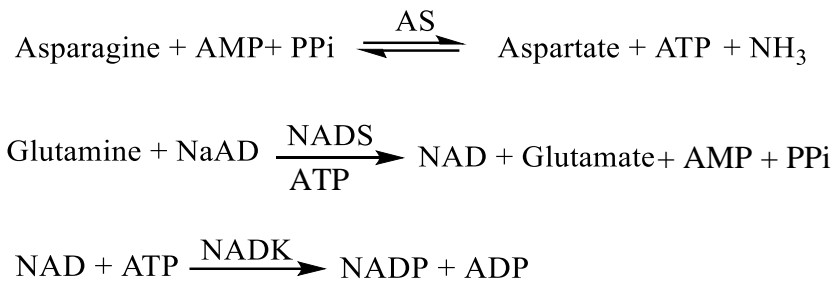 AS
Asparagine + AMP+ PPi ⇌ Aspartate + ATP + NH₃
NADS
Glutamine + NaAD → NAD + Glutamate+ AMP + PPi
ATP
NADK
NAD + ATP → NADP + ADP